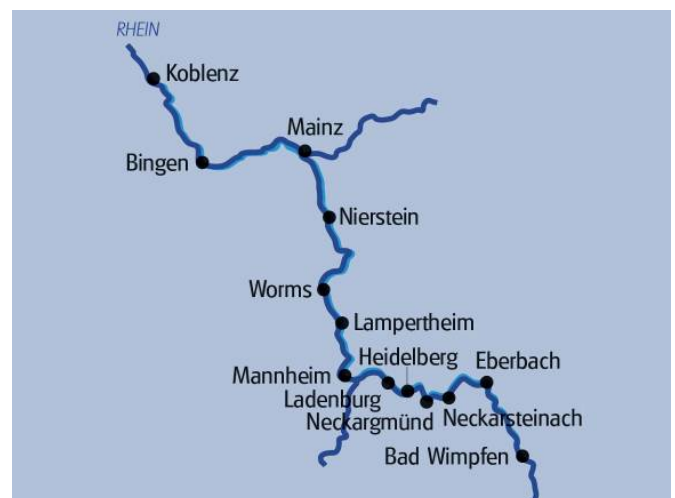 RHEIN
Koblenz
Mainz
Bingen
Nierstein
Worms
Lampertheim
Heidelberg
Eberbach
Mannheim
Ladenburg
Neckargmünd
Neckarsteinach
Bad Wimpfen